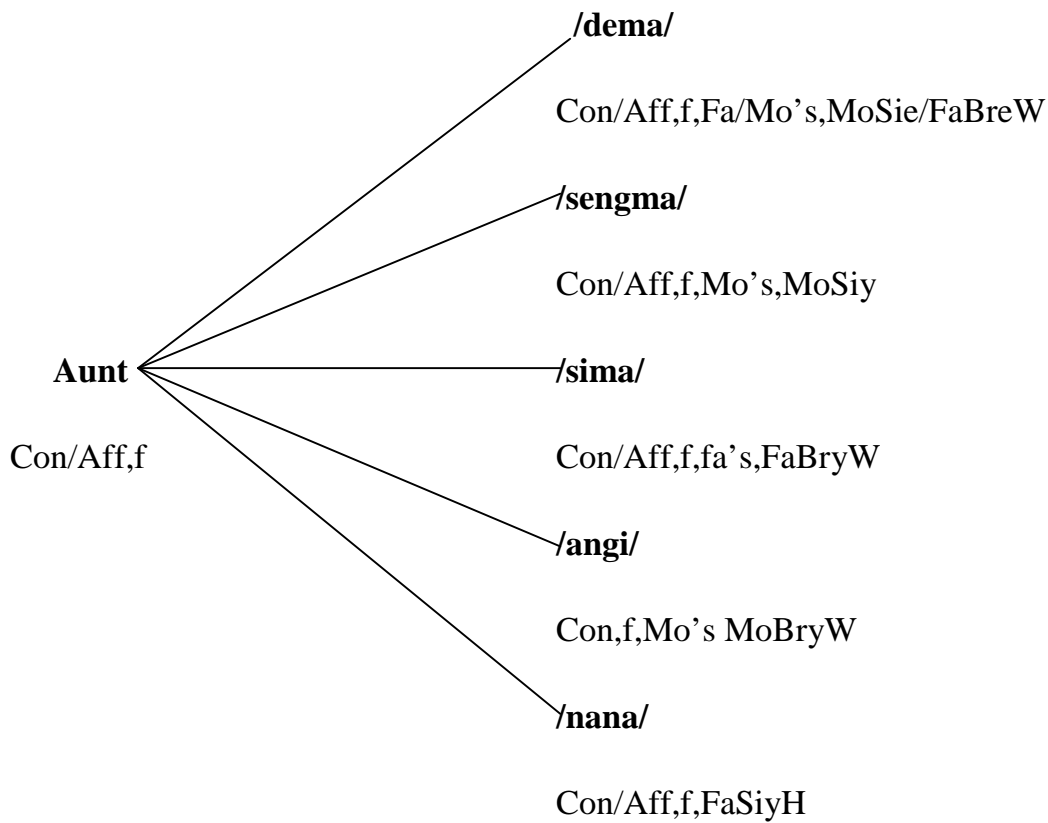 /dema/
Con/Aff,f,Fa/Mo’s,MoSie/FaBreW
/sengma/
Con/Aff,f,Mo’s,MoSiy
Aunt
/sima/
Con/Aff,f
Con/Aff,f,fa’s,FaBryW
/angi/
Con,f,Mo’s MoBryW
/nana/
Con/Aff,f,FaSiyH